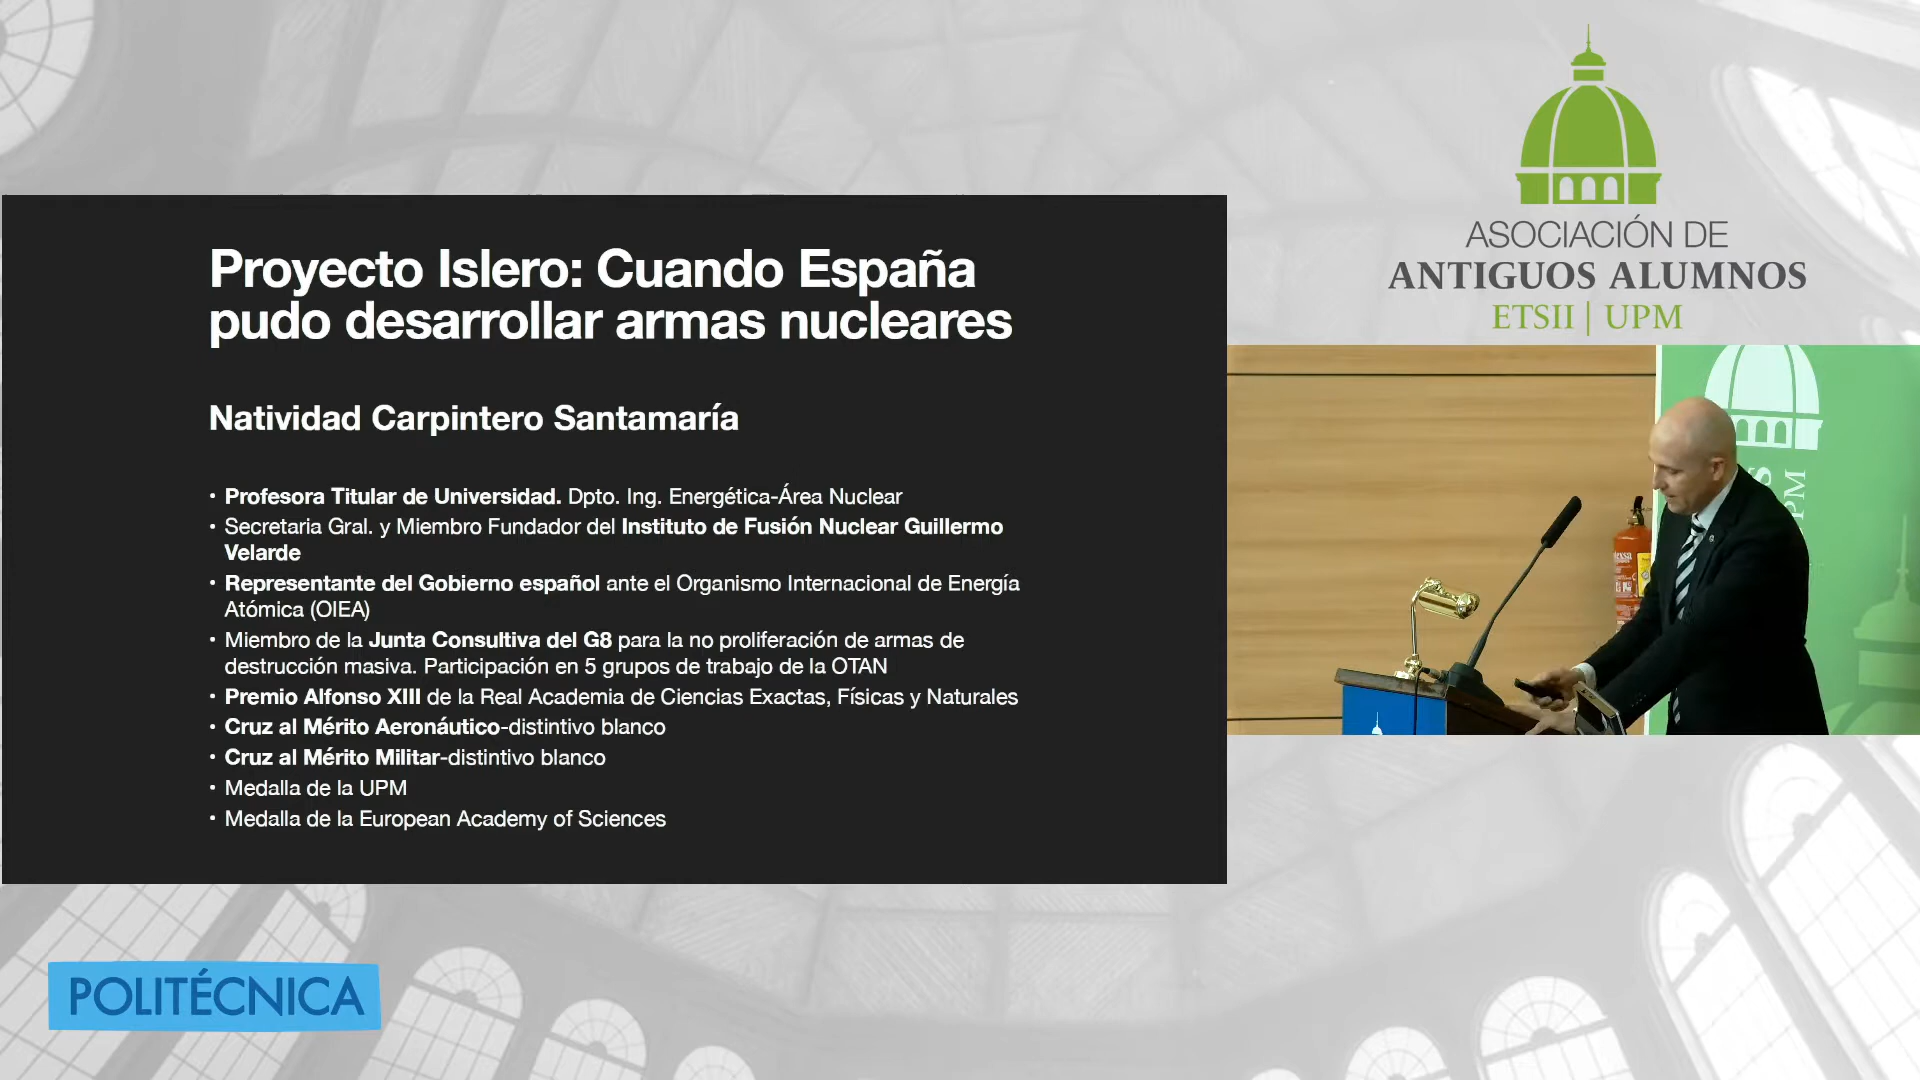 Proyecto Islero: Cuando España
pudo desarrollar armas nucleares
Natividad Carpintero Santamaría
• Profesora Titular de Universidad. Dpto. Ing. Energética-Área Nuclear
• Secretaria Gral. y Miembro Fundador del Instituto de Fusión Nuclear Guillermo
Velarde
• Representante del Gobierno español ante el Organismo Internacional de Energía
Atómica (OIEA)
• Miembro de la Junta Consultiva del G8 para la no proliferación de armas de
destrucción masiva. Participación en 5 grupos de trabajo de la OTAN
• Premio Alfonso XIII de la Real Academia de Ciencias Exactas, Físicas y Naturales
• Cruz al Mérito Aeronáutico-distintivo blanco
• Cruz al Mérito Militar-distintivo blanco
• Medalla de la UPM
• Medalla de la European Academy of Sciences
ASOCIACIÓN DE
ANTIGUOS ALUMNOS
ETSII | UPM
POLITÉCNICA